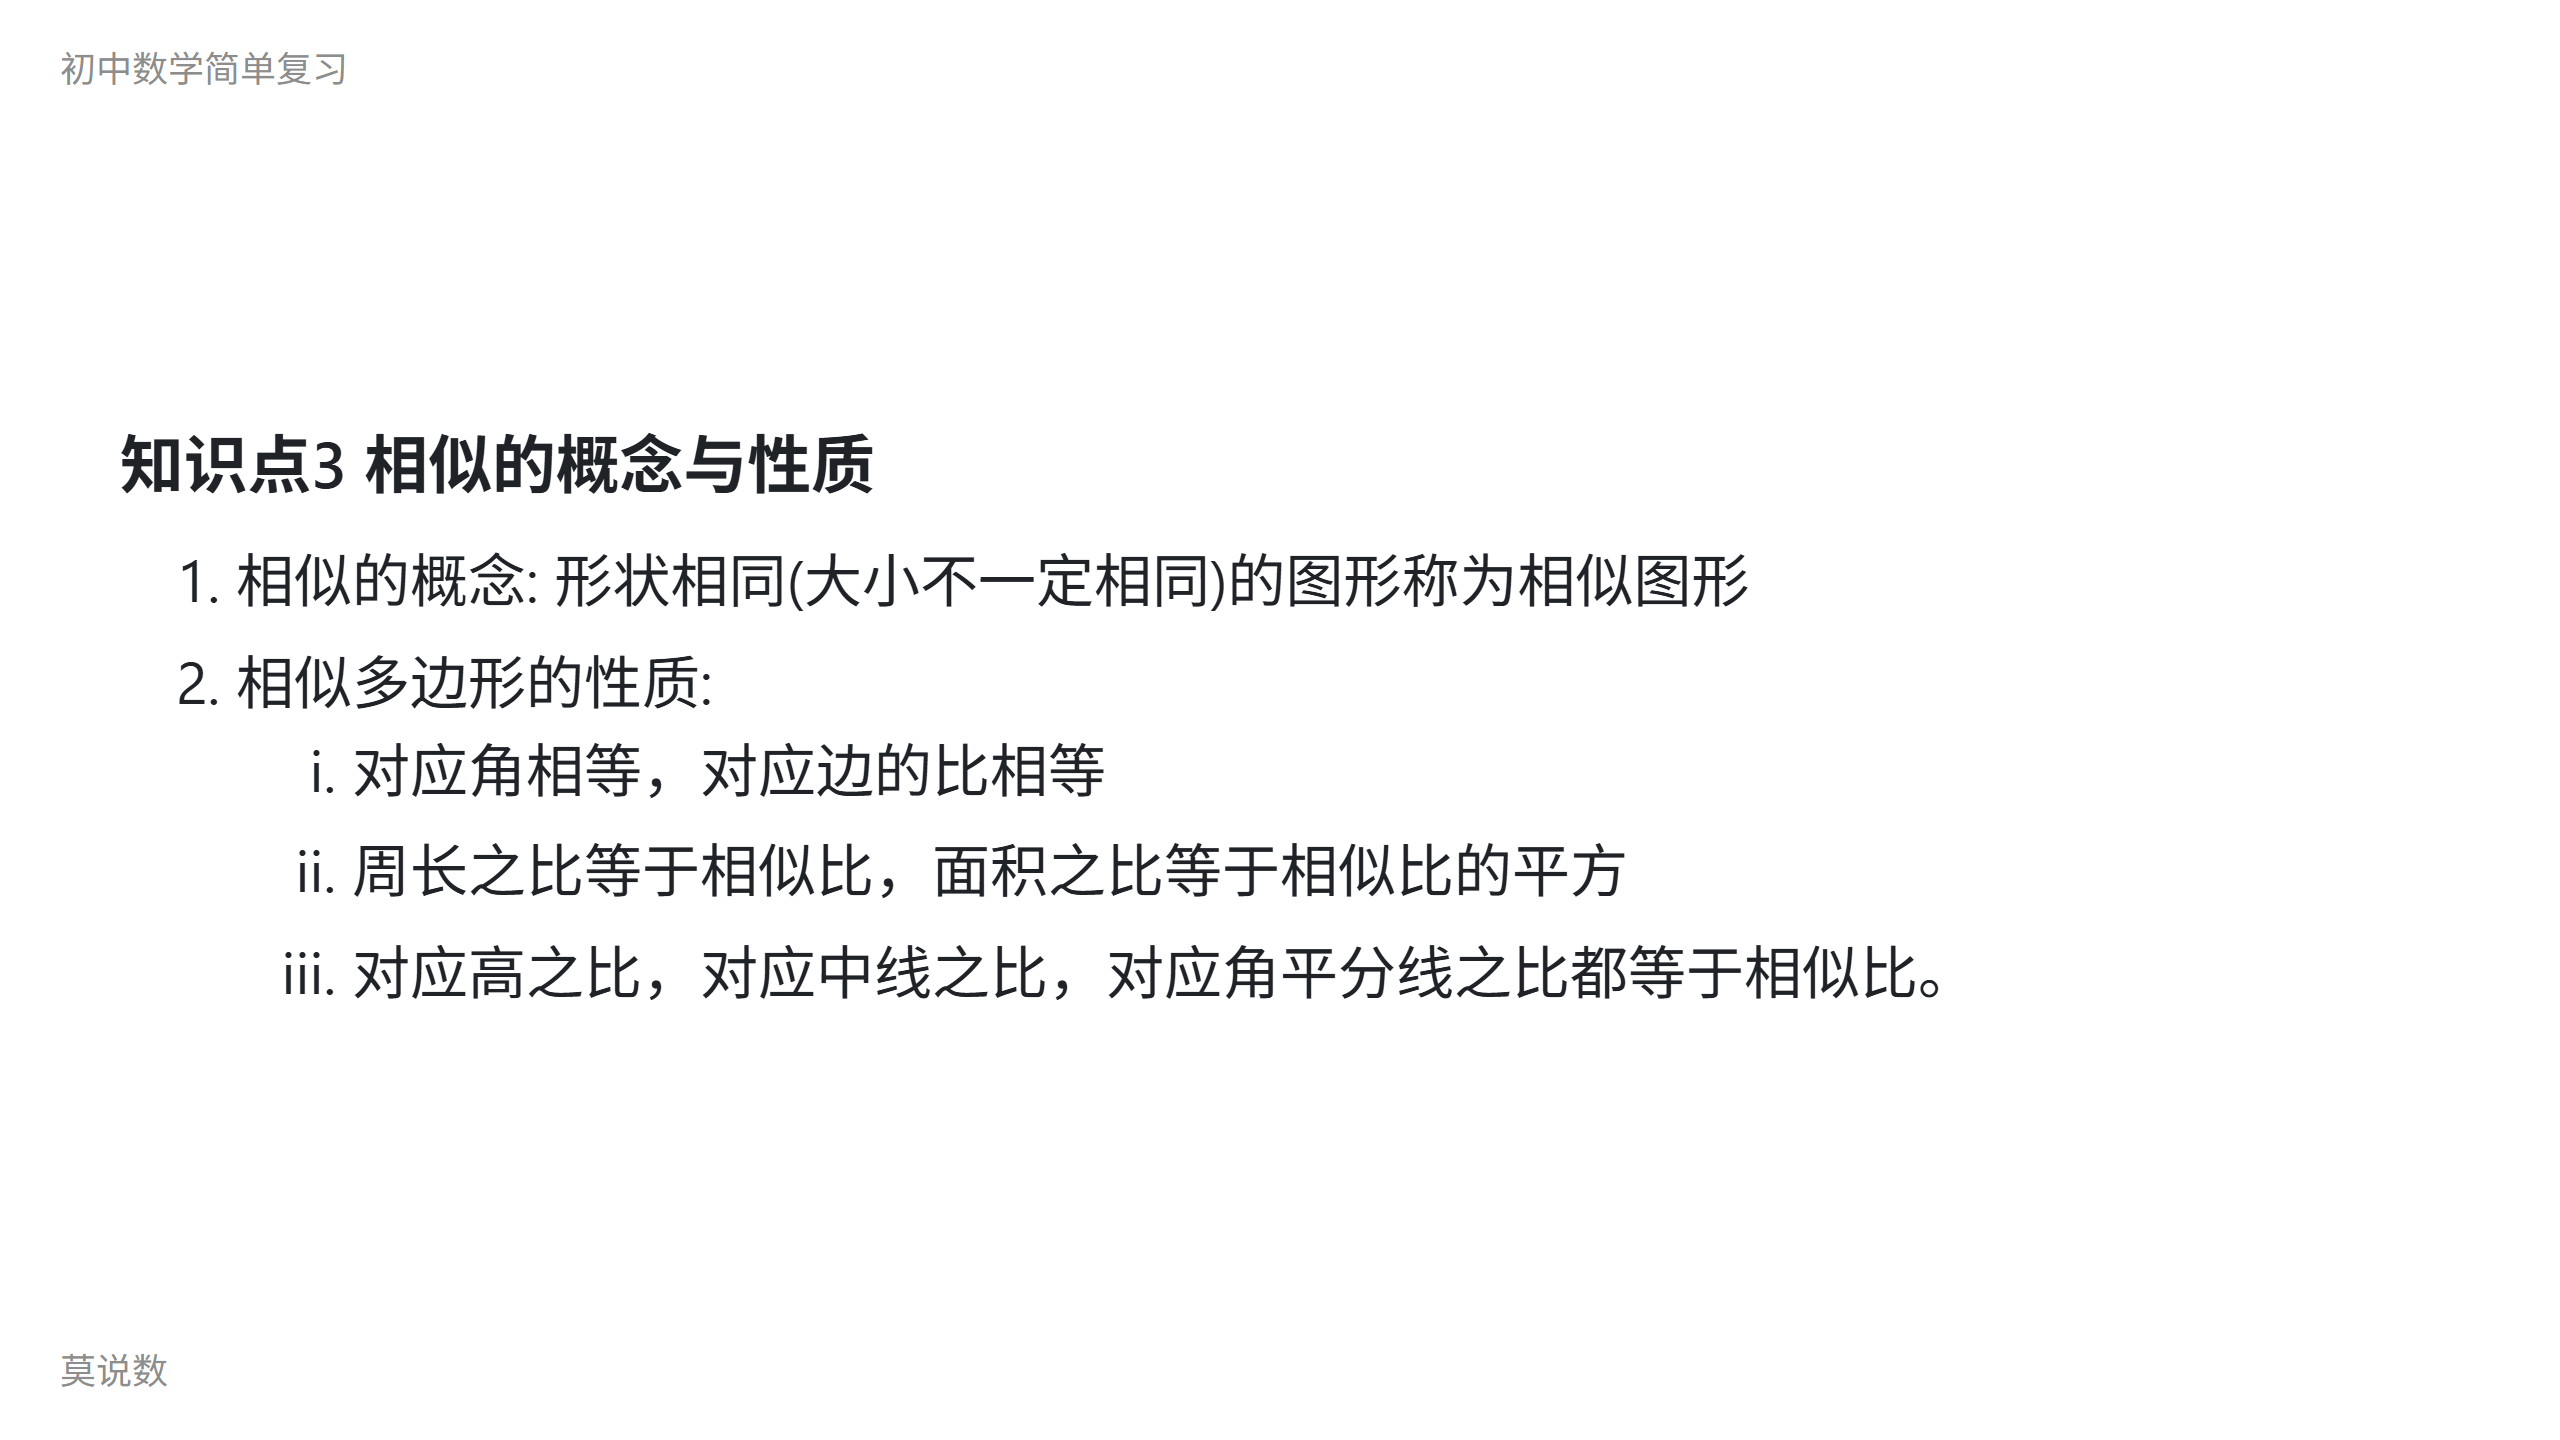 初中数学简单复习
知识点3 相似的概念与性质
1. 相似的概念: 形状相同(大小不一定相同)的图形称为相似图形
2. 相似多边形的性质:
i. 对应角相等，对应边的比相等
ii. 周长之比等于相似比，面积之比等于相似比的平方
iii. 对应高之比，对应中线之比，对应角平分线之比都等于相似比。
莫说数